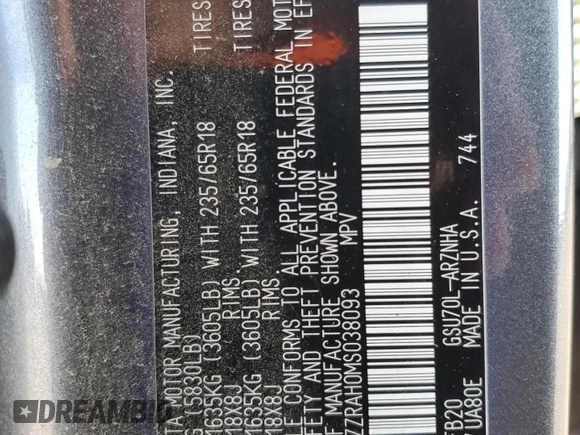 TA MOTOR MANUFACTURING, INDIANA, INC.
G (5830LB) TIRES
1635KG (3605LB) WITH 235/65R18
18X8J RIMS. TIRES
1635KG (3605LB) WITH 235/65R18
18X8J RIMS.
LE CONFORMS TO ALL APPLICABLE FEDERAL MOT
FETY AND THEFT PREVENTION STANDARDS IN EF
F MANUFACTURE SHOWN ABOVE.
ZZRAH0MS038093 MPV
B20 GSU70L-ARZNHA
UA80E MADE IN U.S.A. 744
DREAMBID